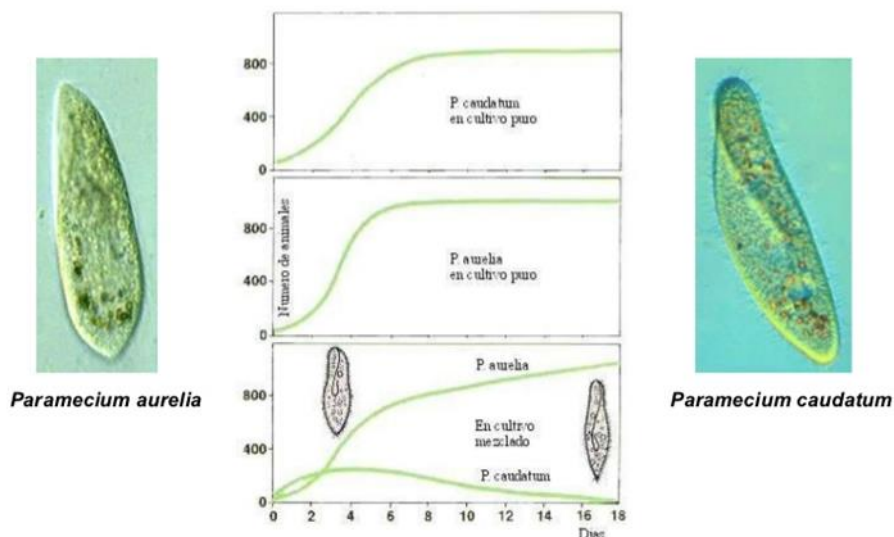 800
400
0
P. caudatum
en cultivo puro
Numero de animales
800
400
0
P. aurelia
en cultivo puro
800
400
0
P. aurelia
En cultivo
mezclado
P. caudatum
0 2 4 6 8 10 12 14 16 18
Dias
Paramecium aurelia
Paramecium caudatum